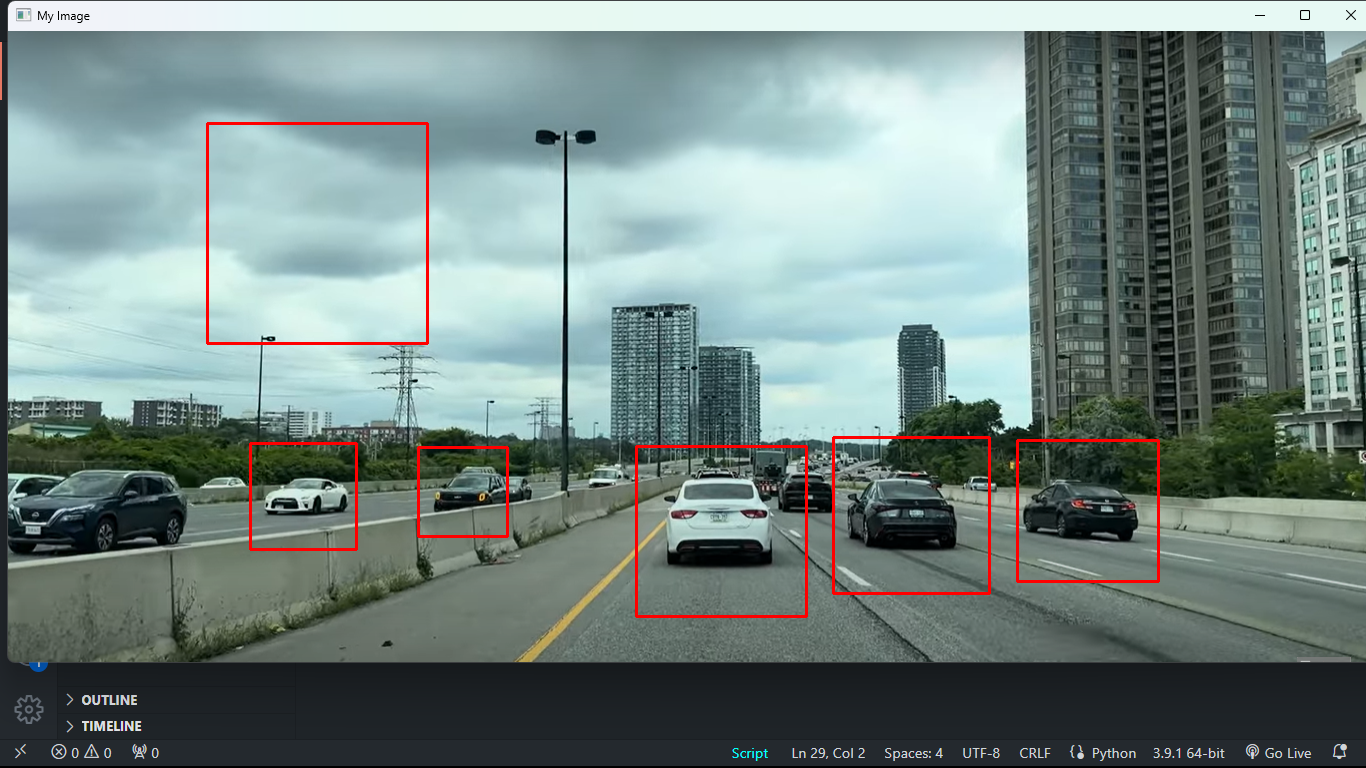 My Image
OUTLINE
TIMELINE
0 0 0 Script Ln 29, Col 2 Spaces: 4 UTF-8 CRLF Python 3.9.1 64-bit Go Live